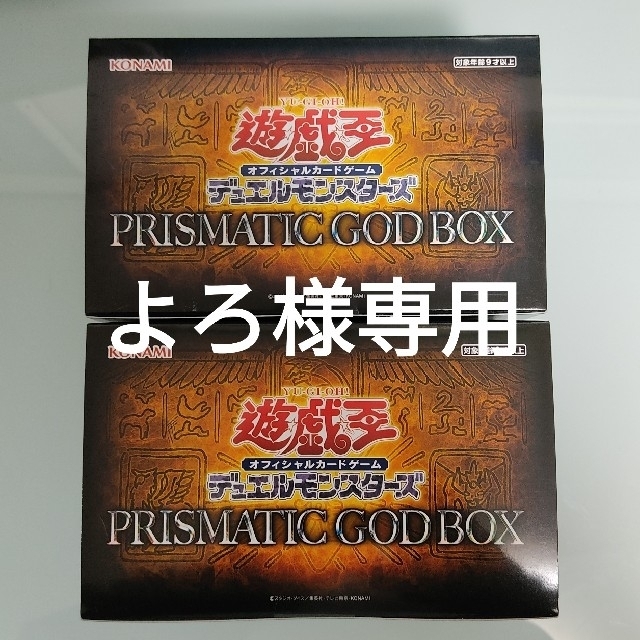 KONAMI
対象年齢9才以上
YU-GI-OH!
遊戯王
オフィシャルカードゲーム
デュエルモンスターズ
PRISMATIC GOD BOX
よろ様専用
KONAMI
YU-GI-OH!
遊戯王
オフィシャルカードゲーム
デュエルモンスターズ
PRISMATIC GOD BOX